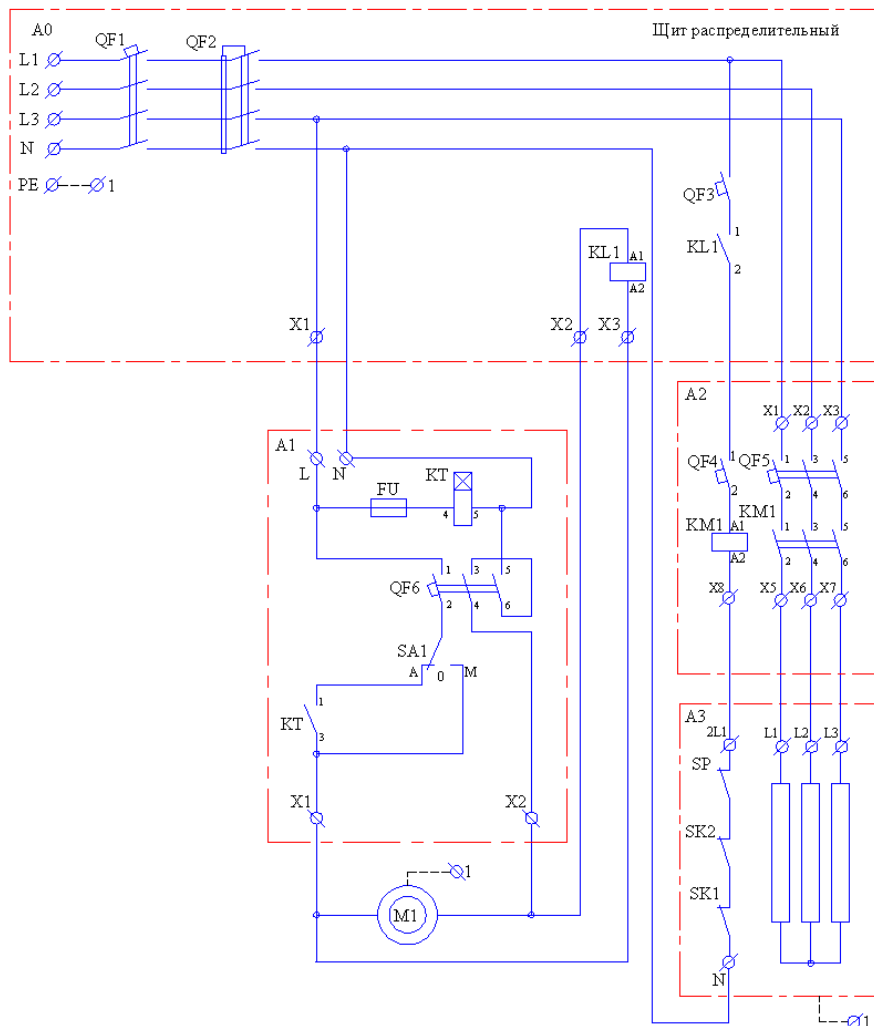 A0
Щит распределительный
QF1
QF2
L1
L2
L3
N
PE
1
QF3
1
KL1
2
KL1
A1
A2
X1
X2
X3
A2
X1
X2
X3
A1
L
N
KT
FU
4
5
QF4
1
2
QF5
1
3
5
2
4
6
KM1
A1
A2
KM1
1
3
5
2
4
6
QF6
1
3
5
2
4
6
X8
X5
X6
X7
SA1
A
0
M
KT
1
3
A3
2L1
L1
L2
L3
SP
X1
X2
SK2
1
SK1
M1
N
1